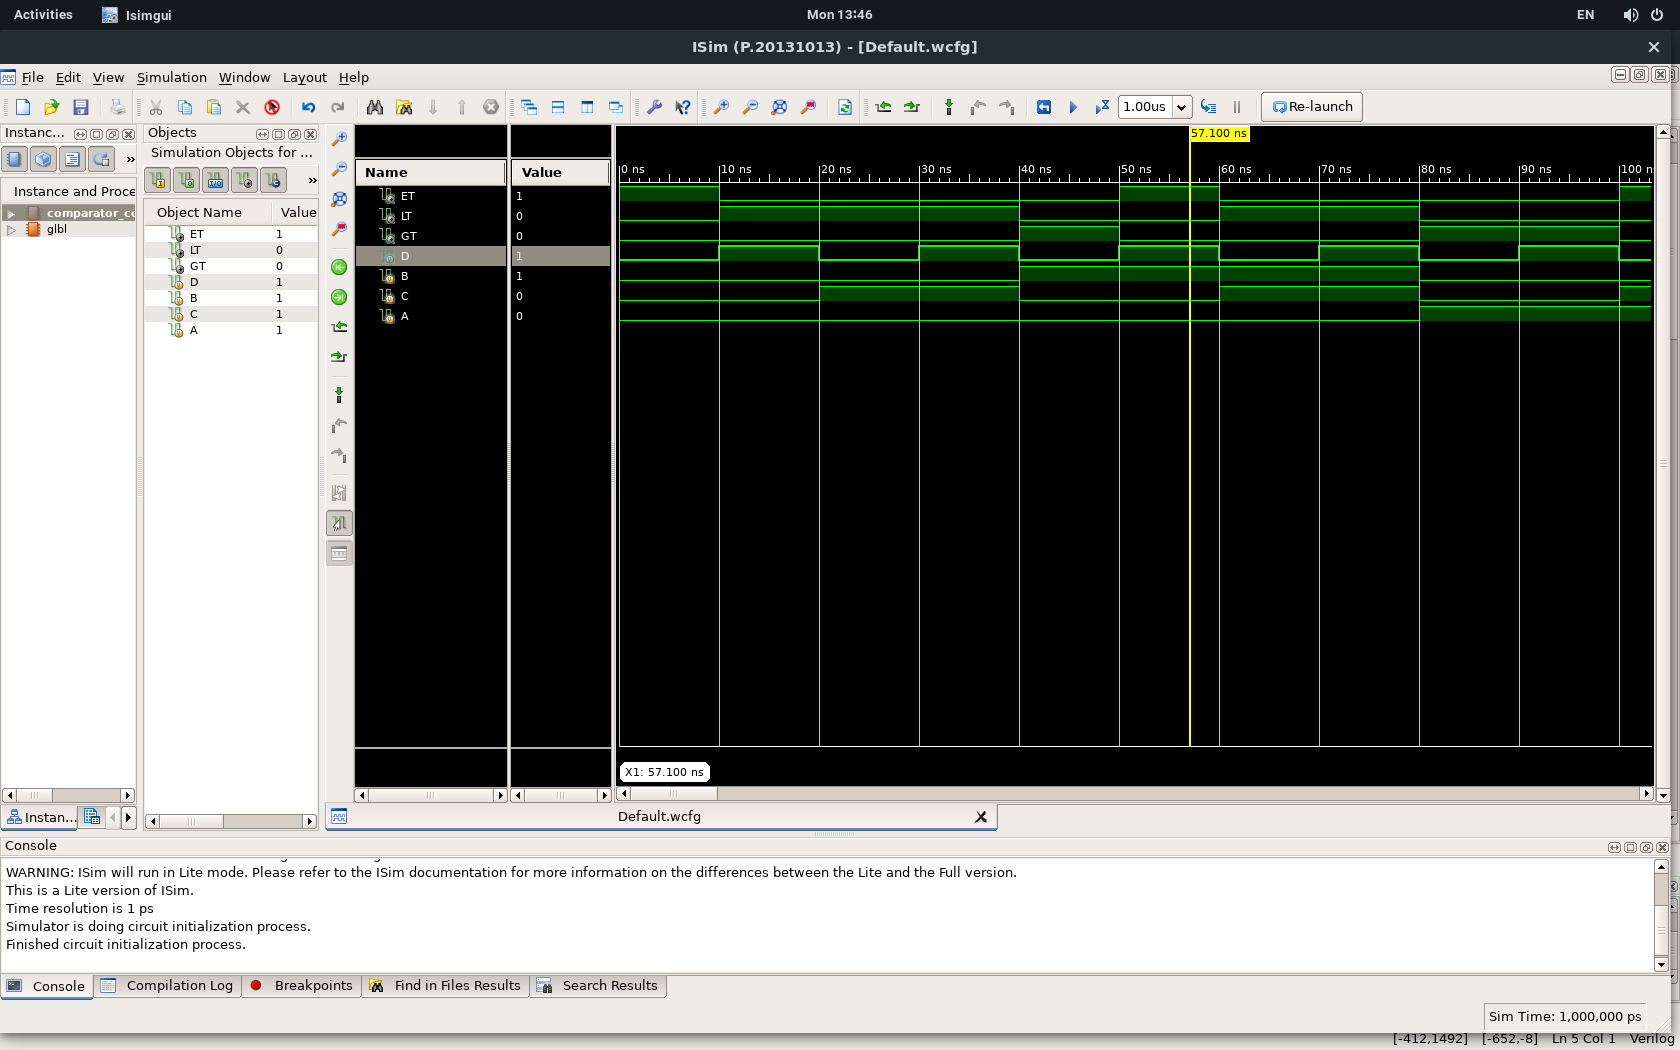 Activities Isimgui Mon 13:46 EN
ISim (P.20131013) - [Default.wcfg]
File Edit View Simulation Window Layout Help
1.00us Re-launch
Instanc...
Instance and Proce
comparator_cc
glbl
Instan...
Objects
Simulation Objects for ...
Object Name Value
ET 1
LT 0
GT 0
D 1
B 1
C 1
A 1
Name Value
ET 1
LT 0
GT 0
D 1
B 1
C 0
A 0
57.100 ns
0 ns 10 ns 20 ns 30 ns 40 ns 50 ns 60 ns 70 ns 80 ns 90 ns 100 n
X1: 57.100 ns
Default.wcfg
Console
WARNING: ISim will run in Lite mode. Please refer to the ISim documentation for more information on the differences between the Lite and the Full version.
This is a Lite version of ISim.
Time resolution is 1 ps
Simulator is doing circuit initialization process.
Finished circuit initialization process.
Console Compilation Log Breakpoints Find in Files Results Search Results
Sim Time: 1,000,000 ps
[-412,1492] [-652,-8] Ln 5 Col 1 Verilog